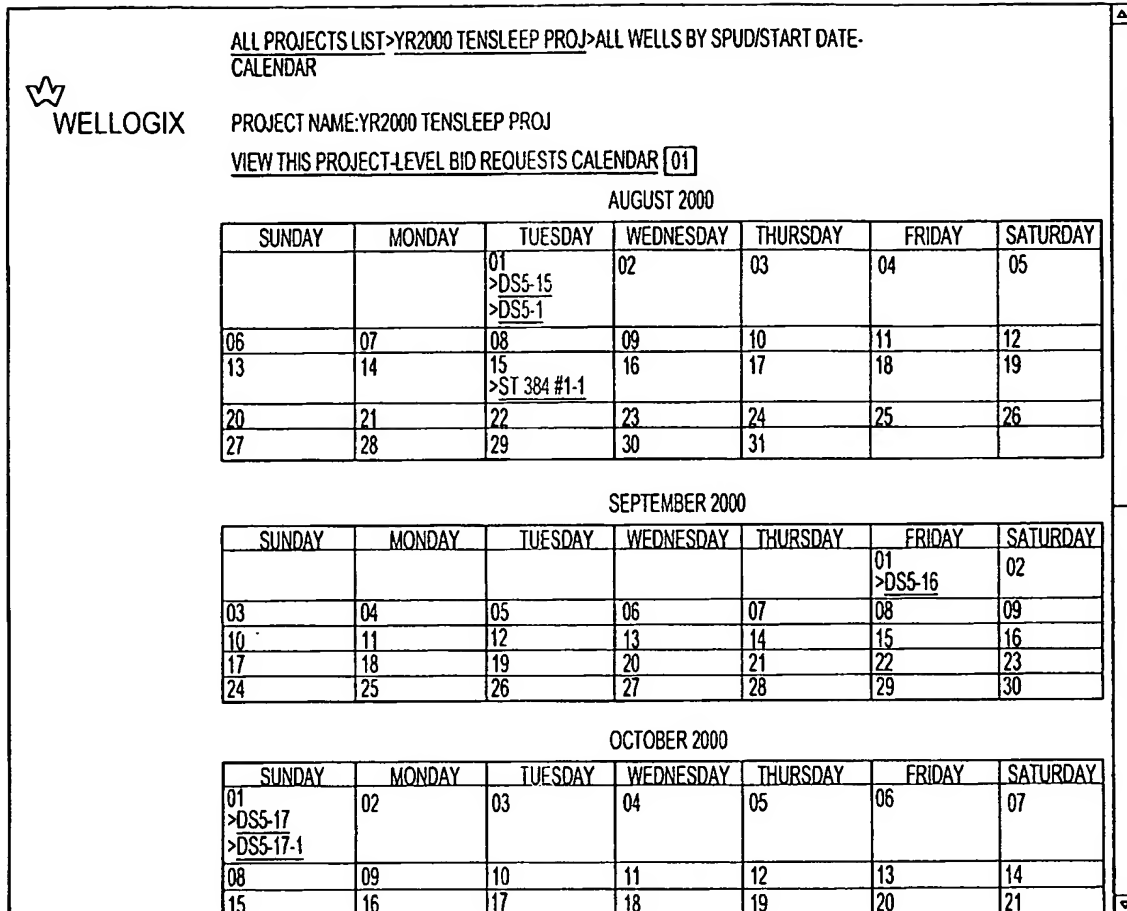 ALL PROJECTS LIST>YR2000 TENSLEEP PROJ>ALL WELLS BY SPUD/START DATE-
CALENDAR
WELLOGIX
PROJECT NAME:YR2000 TENSLEEP PROJ
VIEW THIS PROJECT-LEVEL BID REQUESTS CALENDAR 01
AUGUST 2000
SUNDAY MONDAY TUESDAY WEDNESDAY THURSDAY FRIDAY SATURDAY
01 02 03 04 05
>DS5-15
>DS5-1
06 07 08 09 10 11 12
13 14 15 16 17 18 19
>ST 384 #1-1
20 21 22 23 24 25 26
27 28 29 30 31
SEPTEMBER 2000
SUNDAY MONDAY TUESDAY WEDNESDAY THURSDAY FRIDAY SATURDAY
01 02
>DS5-16
03 04 05 06 07 08 09
10 11 12 13 14 15 16
17 18 19 20 21 22 23
24 25 26 27 28 29 30
OCTOBER 2000
SUNDAY MONDAY TUESDAY WEDNESDAY THURSDAY FRIDAY SATURDAY
01 02 03 04 05 06 07
>DS5-17
>DS5-17-1
08 09 10 11 12 13 14
15 16 17 18 19 20 21